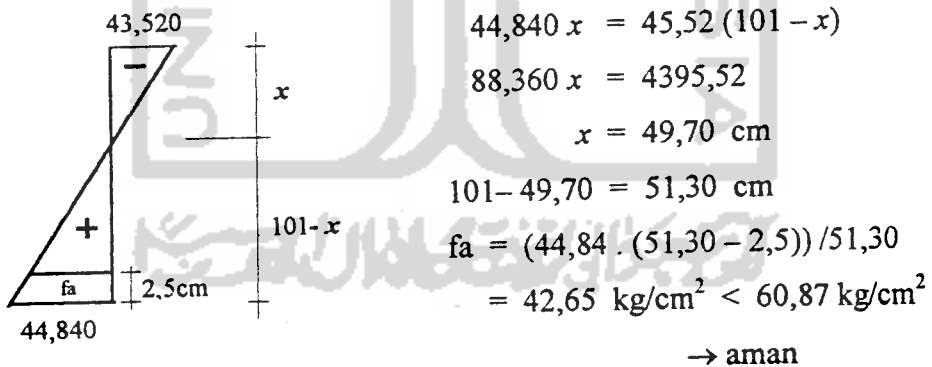 43,520
−
x
+
101-x
fa
2,5cm
44,840
44,840 x = 45,52 (101 – x)
88,360 x = 4395,52
x = 49,70 cm
101– 49,70 = 51,30 cm
fa = (44,84 . (51,30 – 2,5)) /51,30
= 42,65 kg/cm² < 60,87 kg/cm²
→ aman